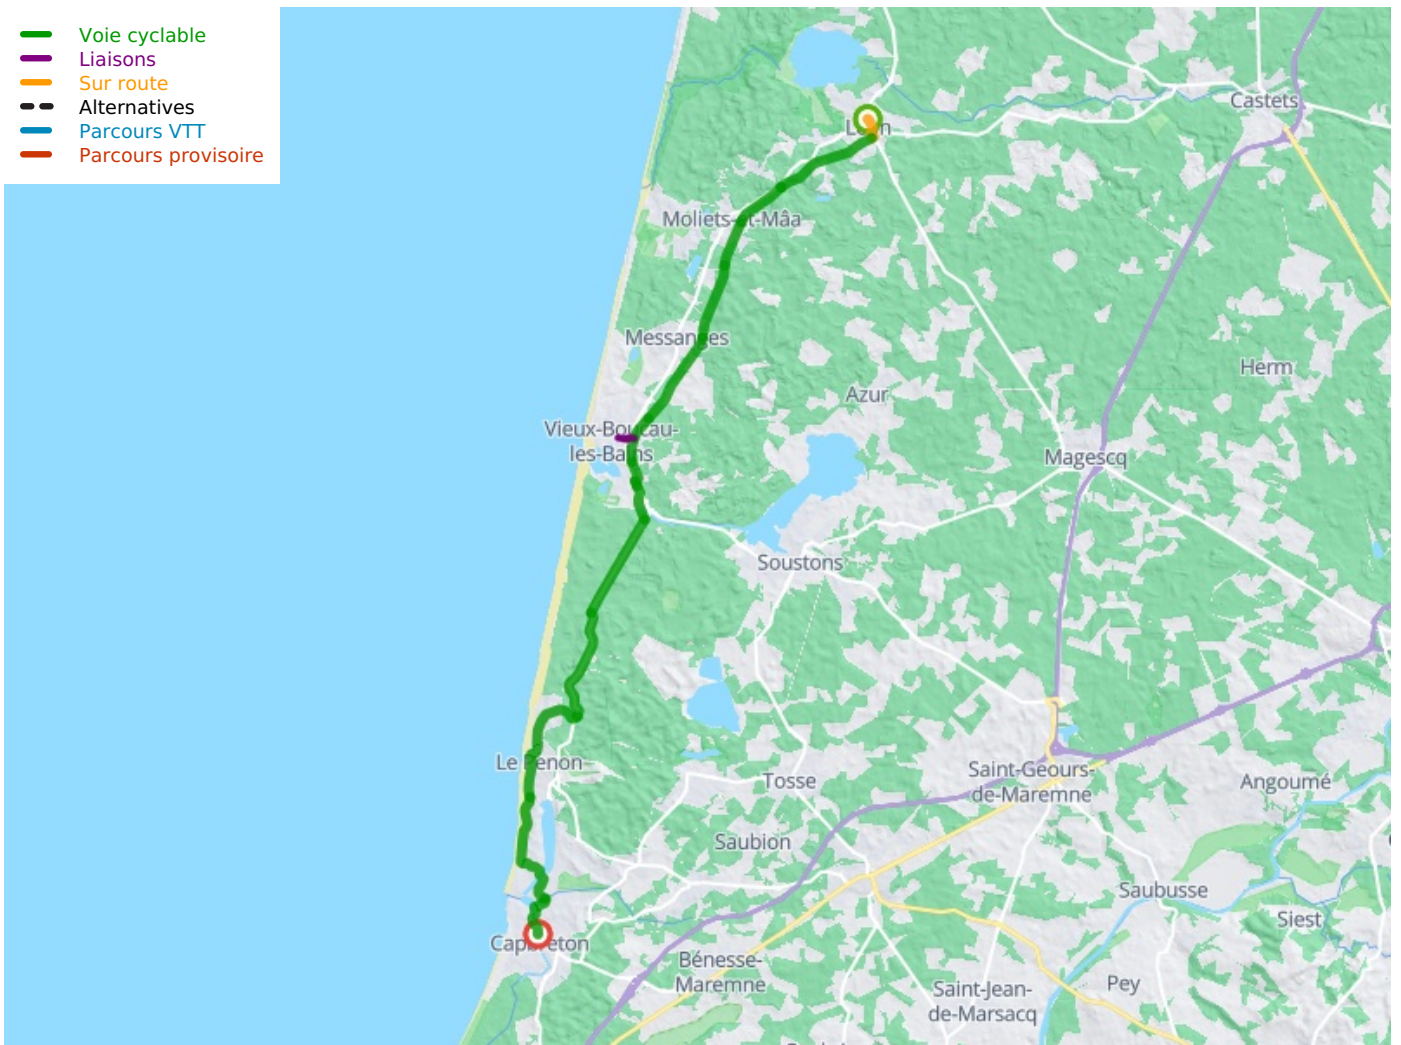 Voie cyclable
Liaisons
Sur route
Alternatives
Parcours VTT
Parcours provisoire
Castets
Moliets-et-Mâa
Messanges
Herm
Azur
Vieux-Boucau-
les-Bains
Magescq
Soustons
Le Penon
Tosse
Saint-Geours-
de-Maremne
Angoumé
Saubion
Saubusse
Siest
Capbreton
Bénesse-
Maremne
Saint-Jean-
de-Marsacq
Pey